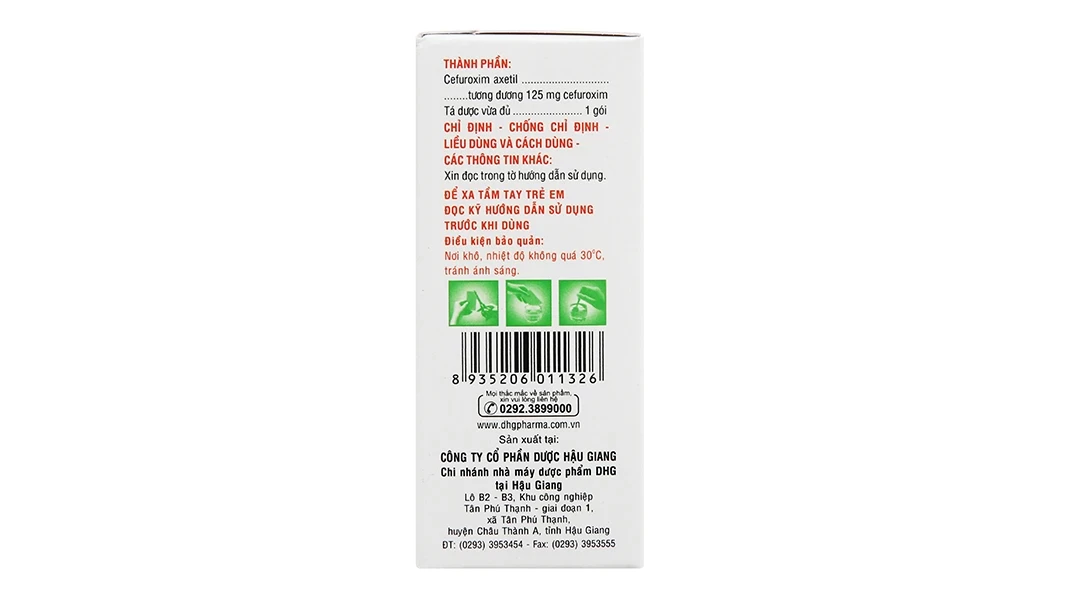 THÀNH PHẦN:
Cefuroxim axetil .............................
........tương đương 125 mg cefuroxim
Tá dược vừa đủ ....................... 1 gói
CHỈ ĐỊNH - CHỐNG CHỈ ĐỊNH -
LIỀU DÙNG VÀ CÁCH DÙNG -
CÁC THÔNG TIN KHÁC:
Xin đọc trong tờ hướng dẫn sử dụng.
ĐỂ XA TẦM TAY TRẺ EM
ĐỌC KỸ HƯỚNG DẪN SỬ DỤNG
TRƯỚC KHI DÙNG
Điều kiện bảo quản:
Nơi khô, nhiệt độ không quá 30°C,
tránh ánh sáng.
8 935206 011326
Mọi thắc mắc về sản phẩm,
xin vui lòng liên hệ
0292.3899000
www.dhgpharma.com.vn
Sản xuất tại:
CÔNG TY CỔ PHẦN DƯỢC HẬU GIANG
Chi nhánh nhà máy dược phẩm DHG
tại Hậu Giang
Lô B2 - B3, Khu công nghiệp
Tân Phú Thạnh - giai đoạn 1,
xã Tân Phú Thạnh,
huyện Châu Thành A, tỉnh Hậu Giang
ĐT: (0293) 3953454 - Fax: (0293) 3953555